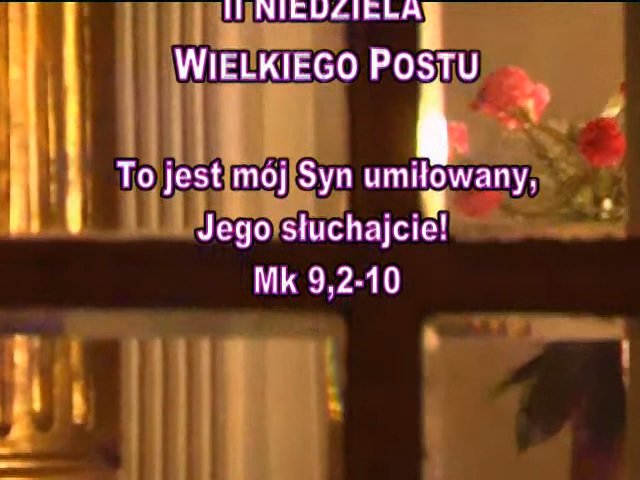 II NIEDZIELA
WIELKIEGO POSTU
To jest mój Syn umiłowany,
Jego słuchajcie!
Mk 9,2-10